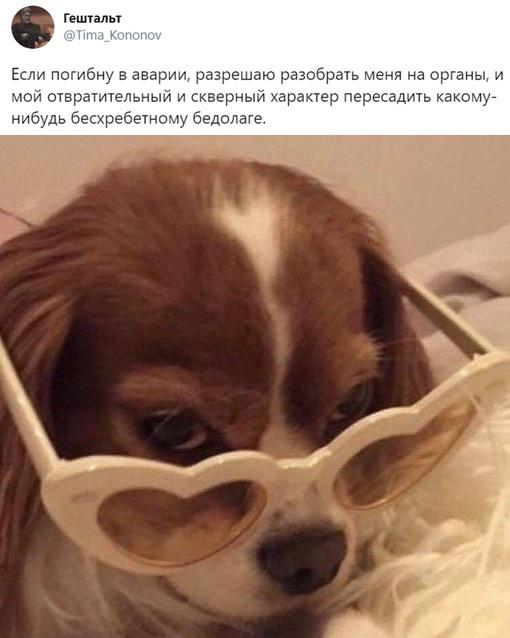 Гештальт
@Tima_Kononov
Если погибну в аварии, разрешаю разобрать меня на органы, и
мой отвратительный и скверный характер пересадить какому-
нибудь бесхребетному бедолаге.